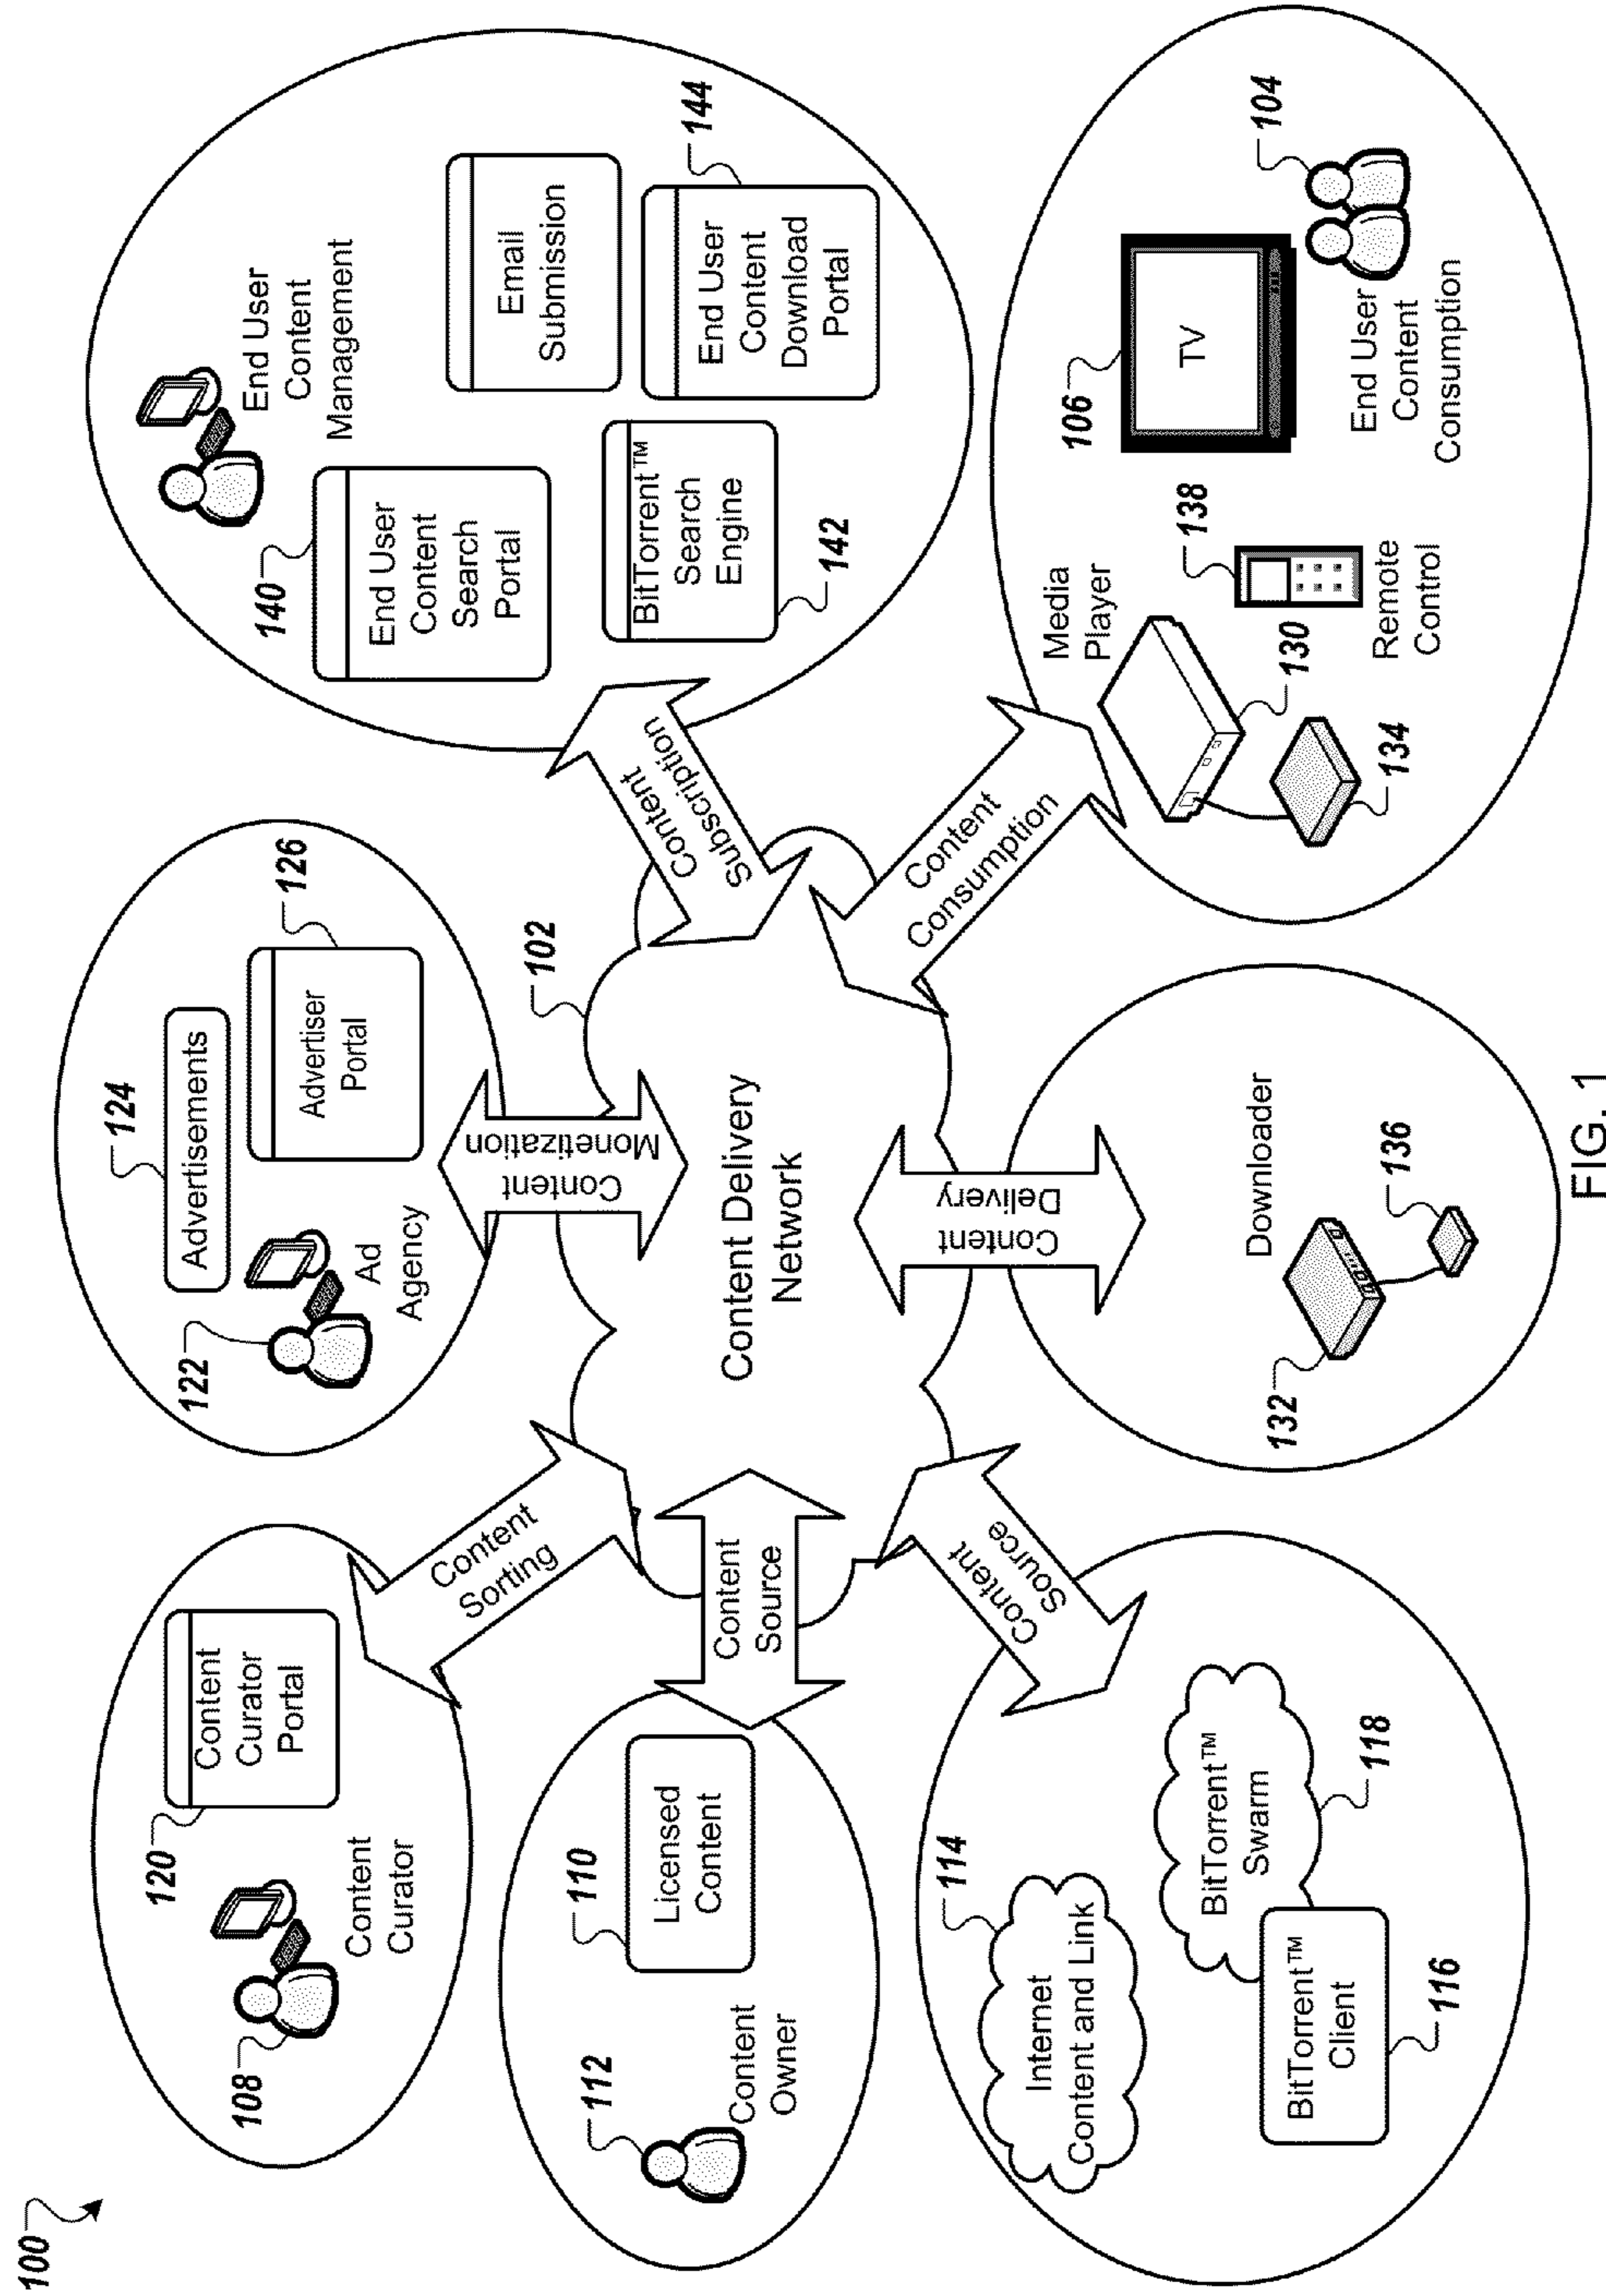 100
108
120
Content
Curator
Portal
Content
Curator
Content
Sorting
122
124
Advertisements
126
Advertiser
Portal
Ad
Agency
Content
Monetization
102
End User
Content
Management
140
End User
Content
Search
Portal
Email
Submission
BitTorrent™
Search
Engine
142
144
End User
Content
Download
Portal
Content
Subscription
112
Content
Owner
110
Licensed
Content
Content
Source
Content Delivery
Network
Content
Consumption
Media
Player
130
134
138
Remote
Control
106
TV
104
End User
Content
Consumption
114
Internet
Content and Link
BitTorrent™
Swarm
118
BitTorrent™
Client
116
Content
Source
Content
Delivery
Downloader
132
136
FIG. 1